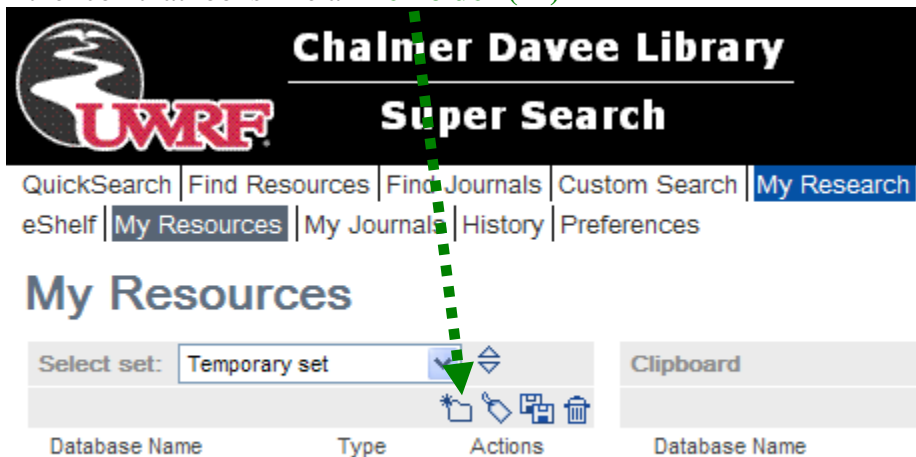 Chalmer Davee Library
Super Search
UWRF
QuickSearch Find Resources Find Journals Custom Search My Research
eShelf My Resources My Journals History Preferences
My Resources
Select set: Temporary set Clipboard
Database Name Type Actions Database Name